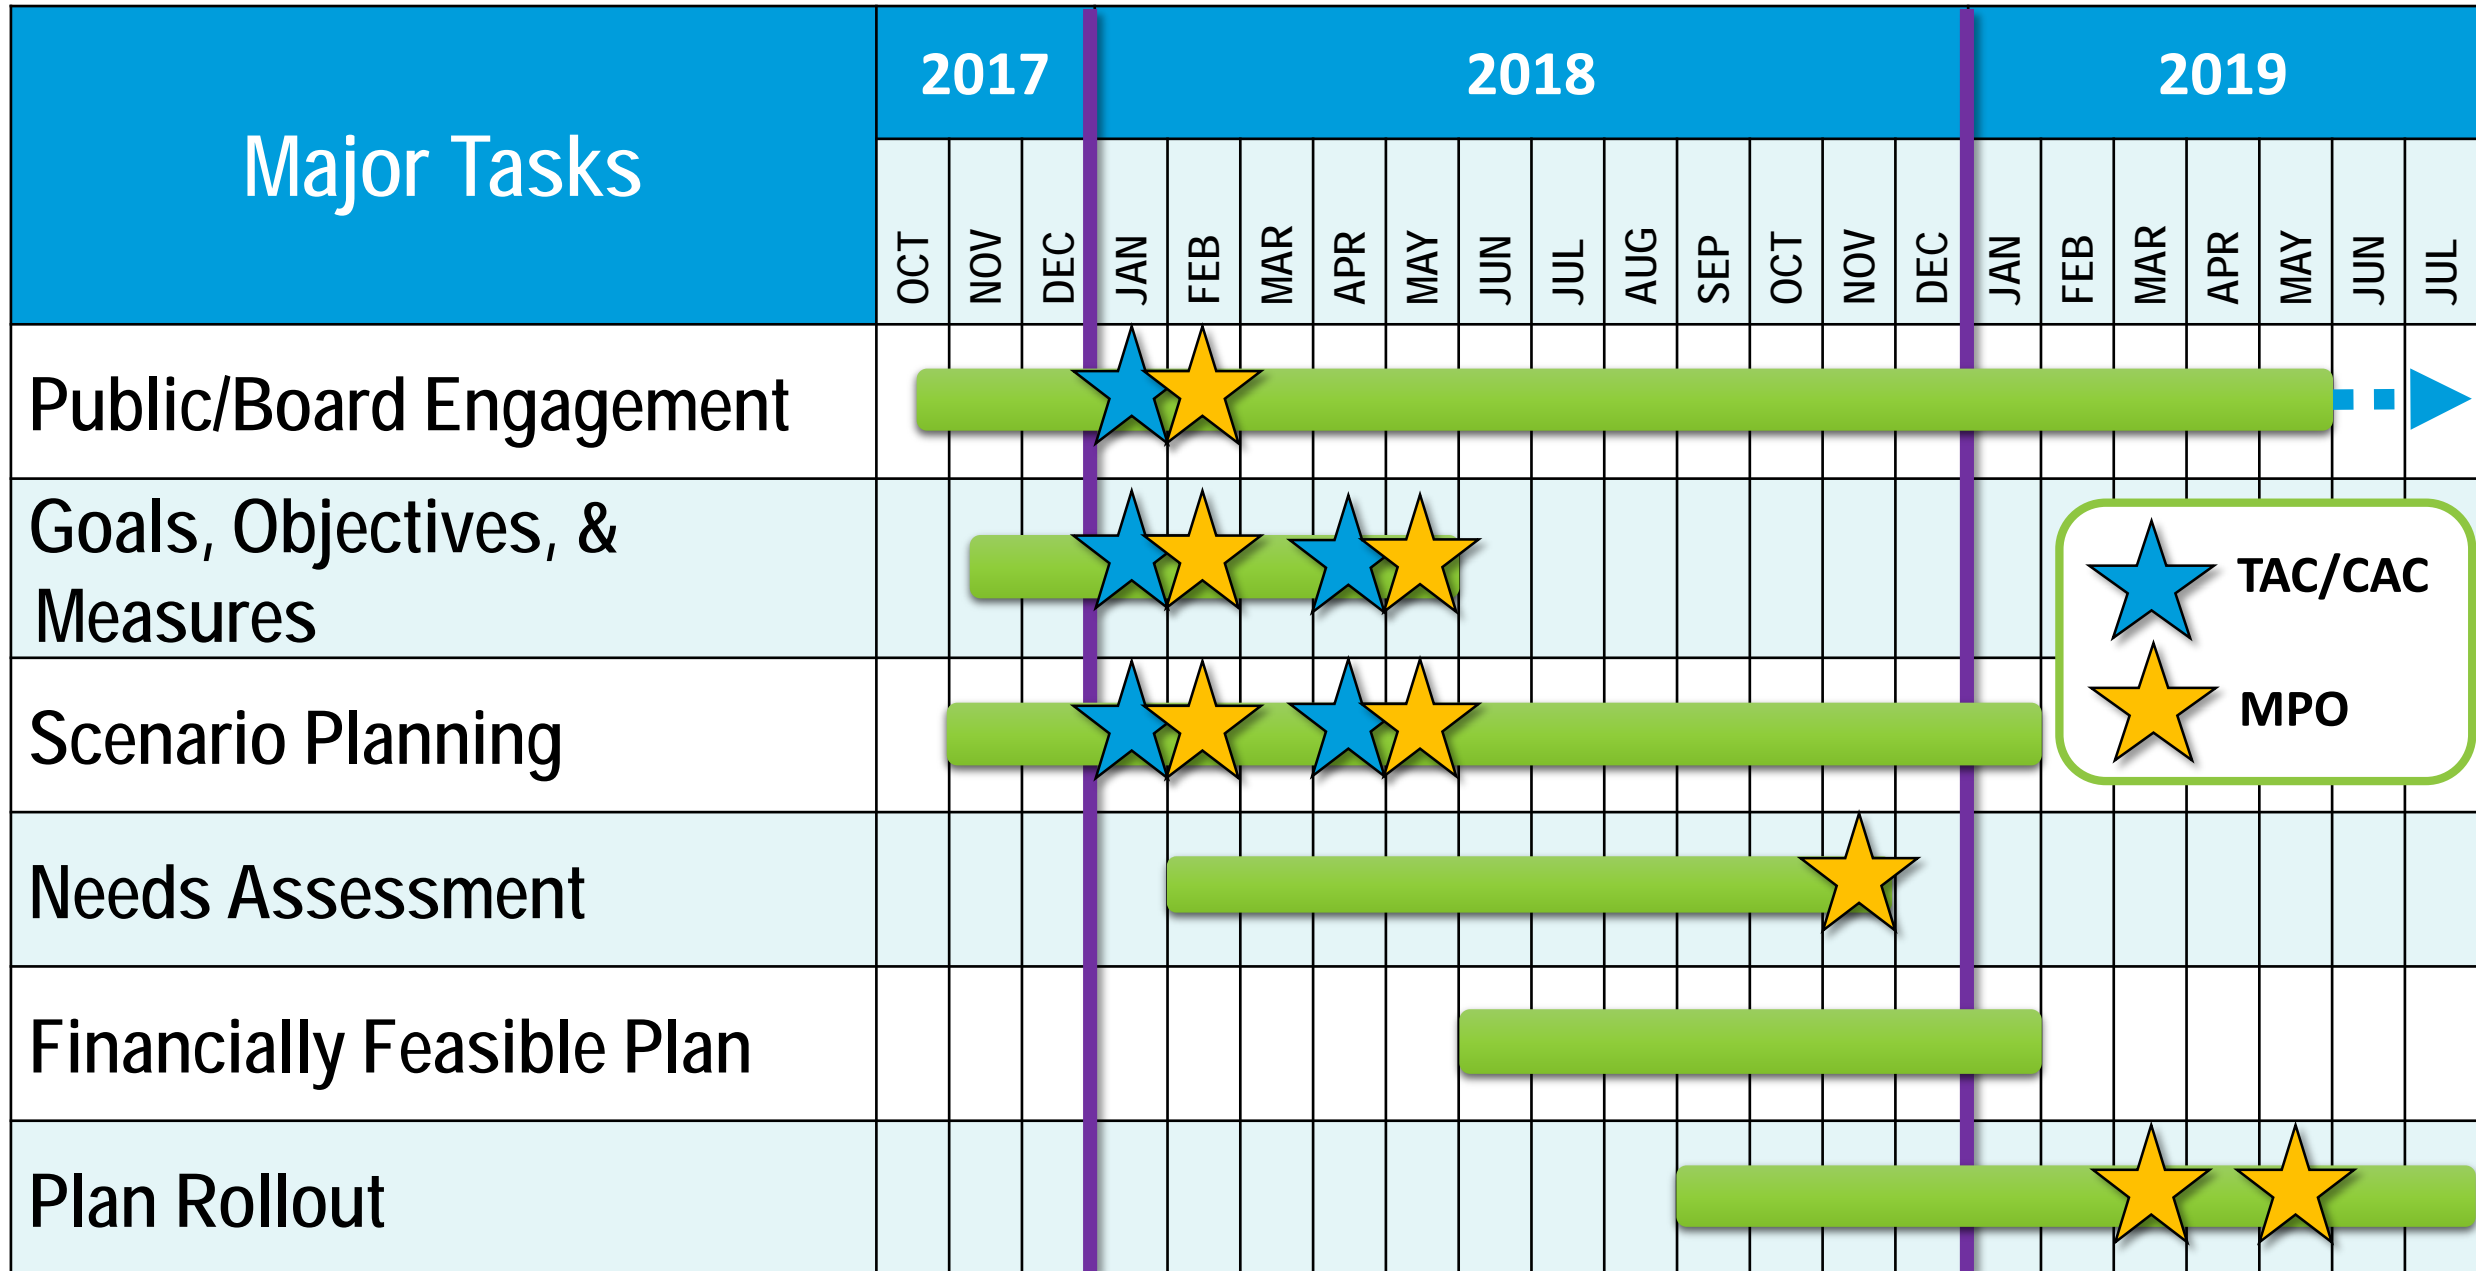 Major Tasks
2017
2018
2019
OCT
NOV
DEC
JAN
FEB
MAR
APR
MAY
JUN
JUL
AUG
SEP
OCT
NOV
DEC
JAN
FEB
MAR
APR
MAY
JUN
JUL
Public/Board Engagement
Goals, Objectives, &
Measures
TAC/CAC
MPO
Scenario Planning
Needs Assessment
Financially Feasible Plan
Plan Rollout